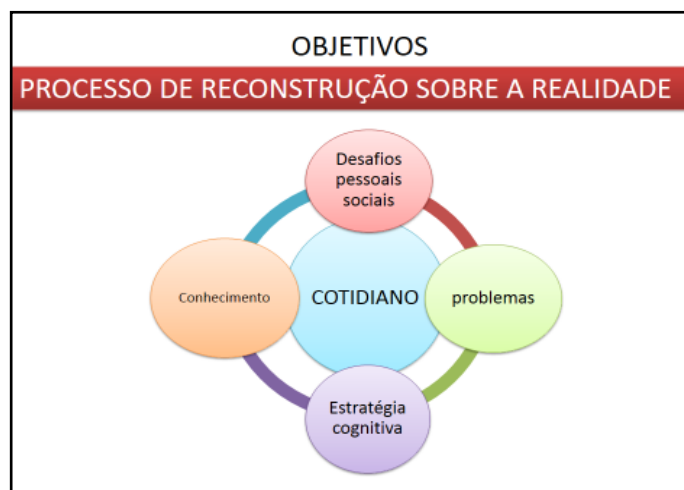 OBJETIVOS
PROCESSO DE RECONSTRUÇÃO SOBRE A REALIDADE
Desafios
pessoais
sociais
Conhecimento
COTIDIANO
problemas
Estratégia
cognitiva